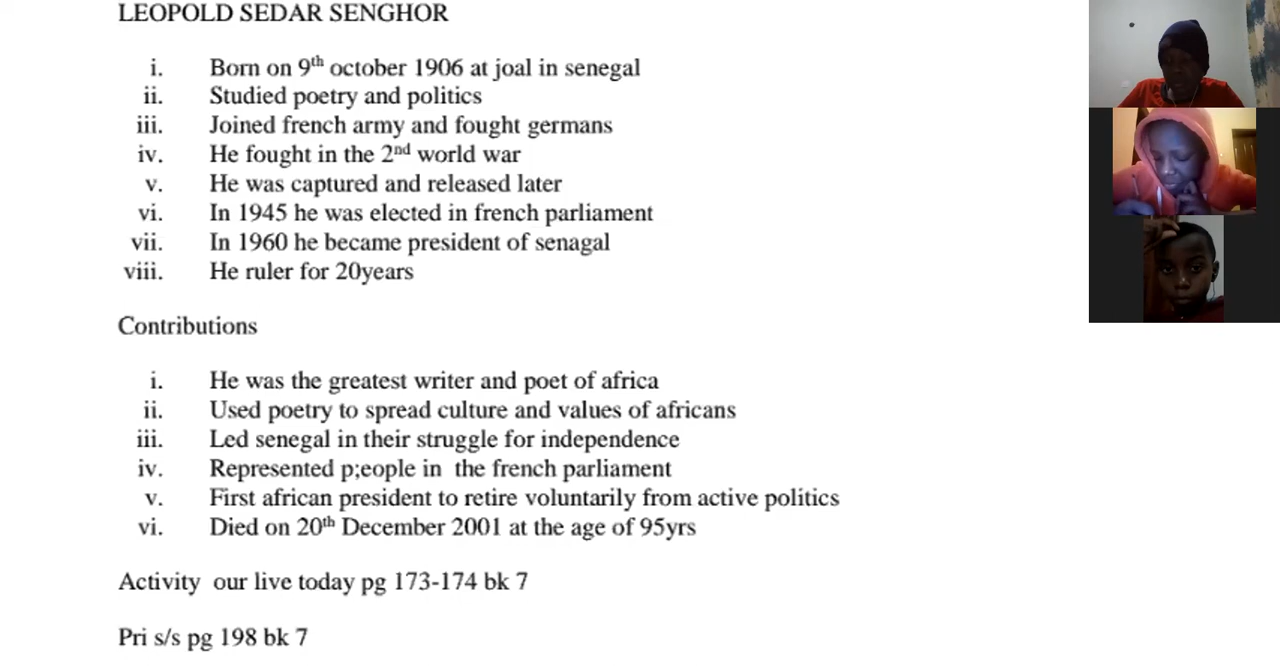 LEOPOLD SEDAR SENGHOR
i. Born on 9th october 1906 at joal in senegal
ii. Studied poetry and politics
iii. Joined french army and fought germans
iv. He fought in the 2nd world war
v. He was captured and released later
vi. In 1945 he was elected in french parliament
vii. In 1960 he became president of senagal
viii. He ruler for 20years
Contributions
i. He was the greatest writer and poet of africa
ii. Used poetry to spread culture and values of africans
iii. Led senegal in their struggle for independence
iv. Represented p;eople in  the french parliament
v. First african president to retire voluntarily from active politics
vi. Died on 20th December 2001 at the age of 95yrs
Activity  our live today pg 173-174 bk 7
Pri s/s pg 198 bk 7